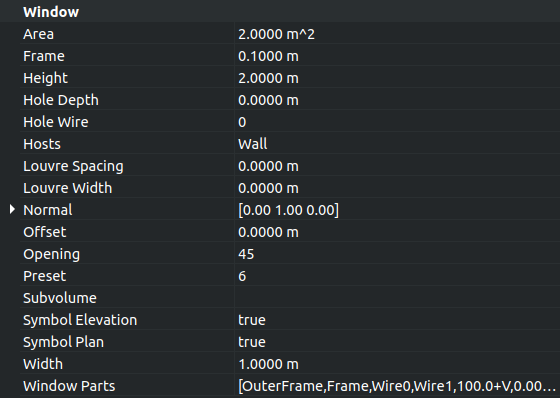 Window
Area 2.0000 m^2
Frame 0.1000 m
Height 2.0000 m
Hole Depth 0.0000 m
Hole Wire 0
Hosts Wall
Louvre Spacing 0.0000 m
Louvre Width 0.0000 m
Normal [0.00 1.00 0.00]
Offset 0.0000 m
Opening 45
Preset 6
Subvolume
Symbol Elevation true
Symbol Plan true
Width 1.0000 m
Window Parts [OuterFrame,Frame,Wire0,Wire1,100.0+V,0.00...